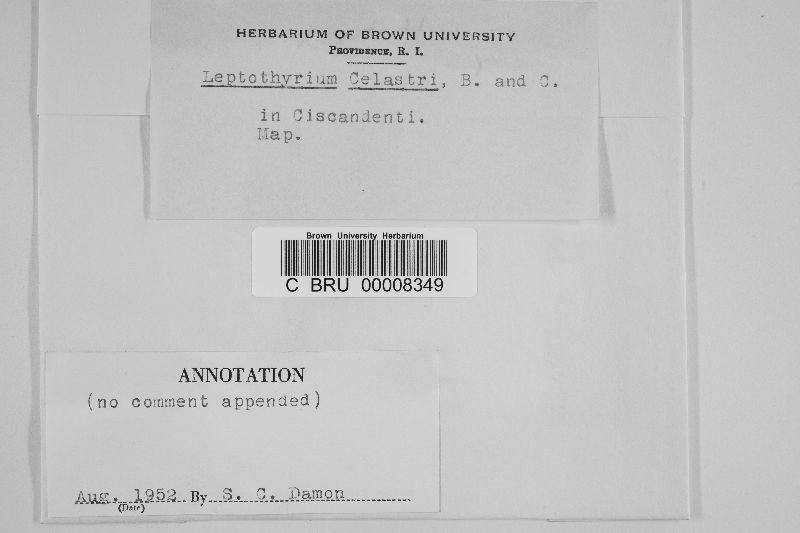 HERBARIUM OF BROWN UNIVERSITY
PROVIDENCE, R. I.
Leptothyrium Celastri, B. and C.
in Ciscandenti.
Map.
Brown University Herbarium
C BRU 00008349
ANNOTATION
(no comment appended)
Aug. 1952 By S. C. Damon
(Date)